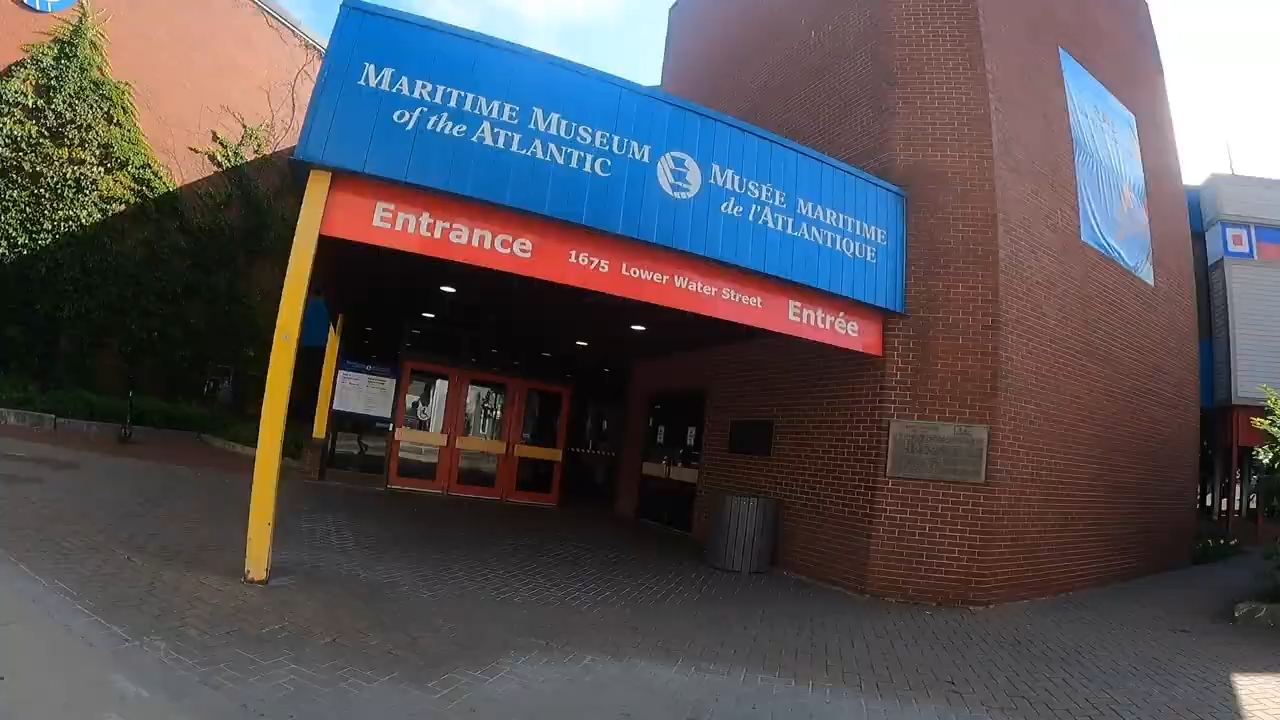 MARITIME MUSEUM
of the ATLANTIC
MUSÉE MARITIME
de l'ATLANTIQUE
Entrance
1675 Lower Water Street
Entrée